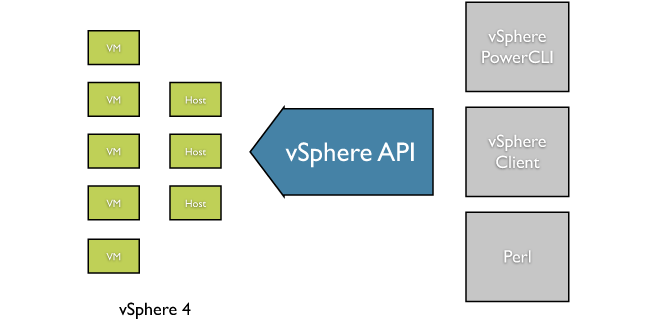 VM
VM
VM
VM
VM
Host
Host
Host
vSphere 4
vSphere API
vSphere
PowerCLI
vSphere
Client
Perl